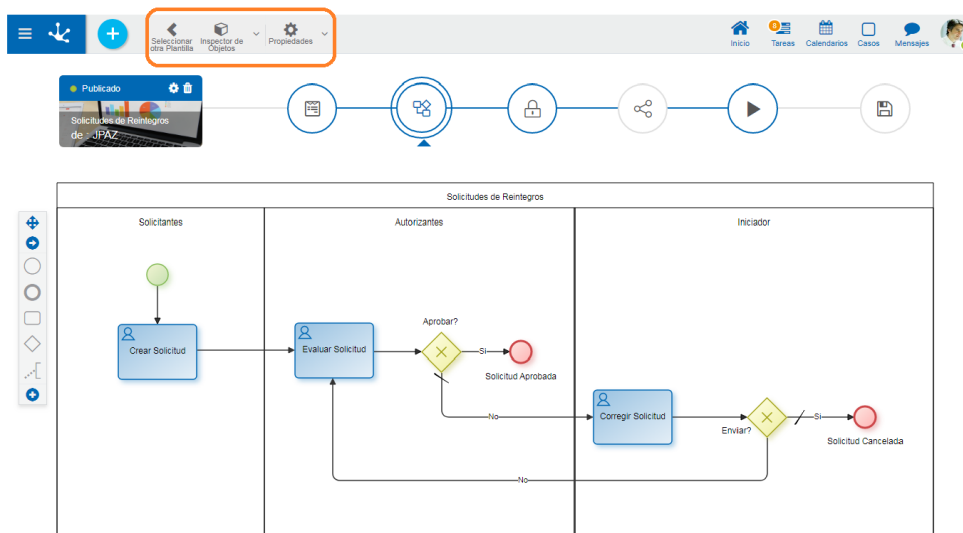 Seleccionar
otra Plantilla
Inspector de
Objetos
Propiedades
Inicio
8
Tareas
Calendarios
Casos
Mensajes
Publicado
Solicitudes de Reintegros
de : JPAZ
Solicitudes de Reintegros
Solicitantes
Autorizantes
Iniciador
Crear Solicitud
Evaluar Solicitud
Aprobar?
Si
Solicitud Aprobada
No
Corregir Solicitud
Enviar?
Si
Solicitud Cancelada
No